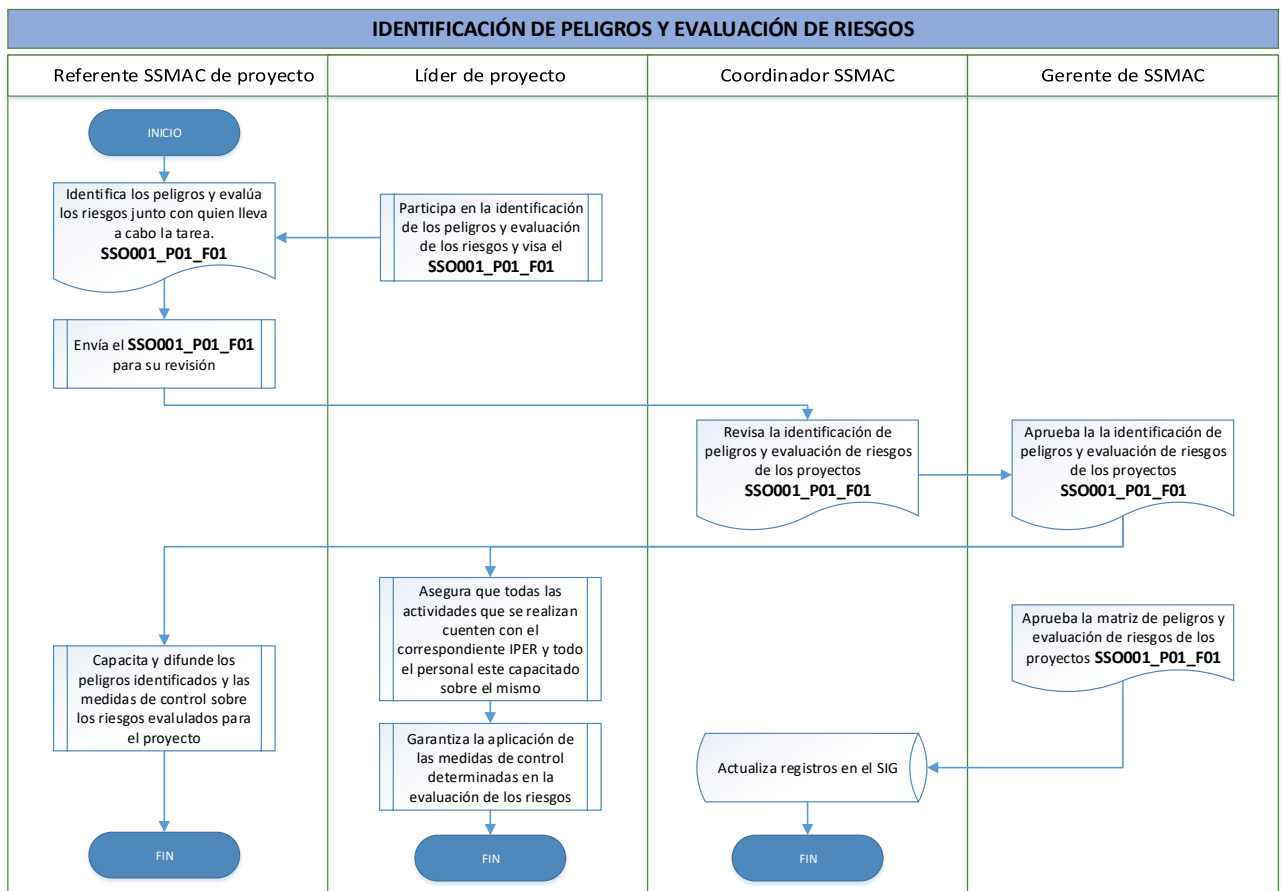 IDENTIFICACIÓN DE PELIGROS Y EVALUACIÓN DE RIESGOS
Referente SSMAC de proyecto
Líder de proyecto
Coordinador SSMAC
Gerente de SSMAC
INICIO
Identifica los peligros y evalúa
los riesgos junto con quien lleva
a cabo la tarea.
SSO001_P01_F01
Participa en la identificación
de los peligros y evaluación
de los riesgos y visa el
SSO001_P01_F01
Envía el SSO001_P01_F01
para su revisión
Revisa la identificación de
peligros y evaluación de riesgos
de los proyectos
SSO001_P01_F01
Aprueba la la identificación de
peligros y evaluación de riesgos
de los proyectos
SSO001_P01_F01
Asegura que todas las
actividades que se realizan
cuenten con el
correspondiente IPER y todo
el personal este capacitado
sobre el mismo
Aprueba la matriz de peligros y
evaluación de riesgos de los
proyectos SSO001_P01_F01
Capacita y difunde los
peligros identificados y las
medidas de control sobre
los riesgos evalulados para
el proyecto
Garantiza la aplicación de
las medidas de control
determinadas en la
evaluación de los riesgos
Actualiza registros en el SIG
FIN
FIN
FIN